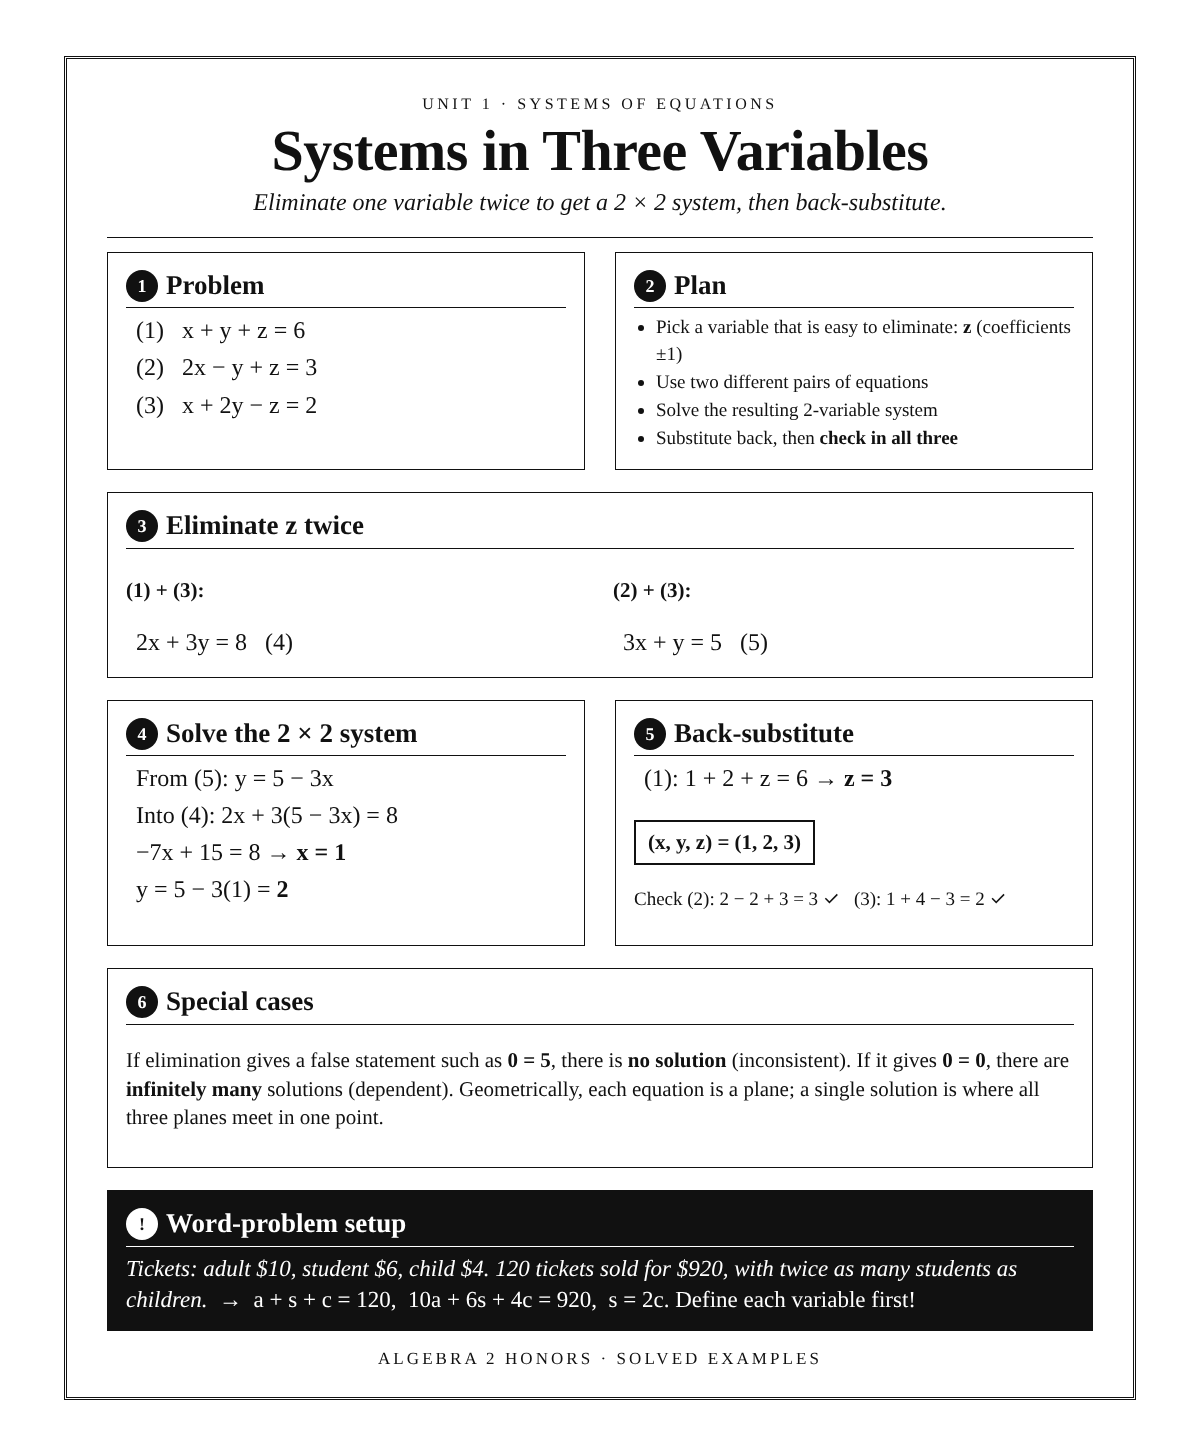 UNIT 1 · SYSTEMS OF EQUATIONS
Systems in Three Variables
Eliminate one variable twice to get a 2 × 2 system, then back-substitute.
1 Problem
(1) x + y + z = 6
(2) 2x − y + z = 3
(3) x + 2y − z = 2
2 Plan
• Pick a variable that is easy to eliminate: z (coefficients
±1)
• Use two different pairs of equations
• Solve the resulting 2-variable system
• Substitute back, then check in all three
3 Eliminate z twice
(1) + (3):
2x + 3y = 8 (4)
(2) + (3):
3x + y = 5 (5)
4 Solve the 2 × 2 system
From (5): y = 5 − 3x
Into (4): 2x + 3(5 − 3x) = 8
−7x + 15 = 8 → x = 1
y = 5 − 3(1) = 2
5 Back-substitute
(1): 1 + 2 + z = 6 → z = 3
(x, y, z) = (1, 2, 3)
Check (2): 2 − 2 + 3 = 3 ✓ (3): 1 + 4 − 3 = 2 ✓
6 Special cases
If elimination gives a false statement such as 0 = 5, there is no solution (inconsistent). If it gives 0 = 0, there are
infinitely many solutions (dependent). Geometrically, each equation is a plane; a single solution is where all
three planes meet in one point.
! Word-problem setup
Tickets: adult $10, student $6, child $4. 120 tickets sold for $920, with twice as many students as
children. → a + s + c = 120, 10a + 6s + 4c = 920, s = 2c. Define each variable first!
ALGEBRA 2 HONORS · SOLVED EXAMPLES